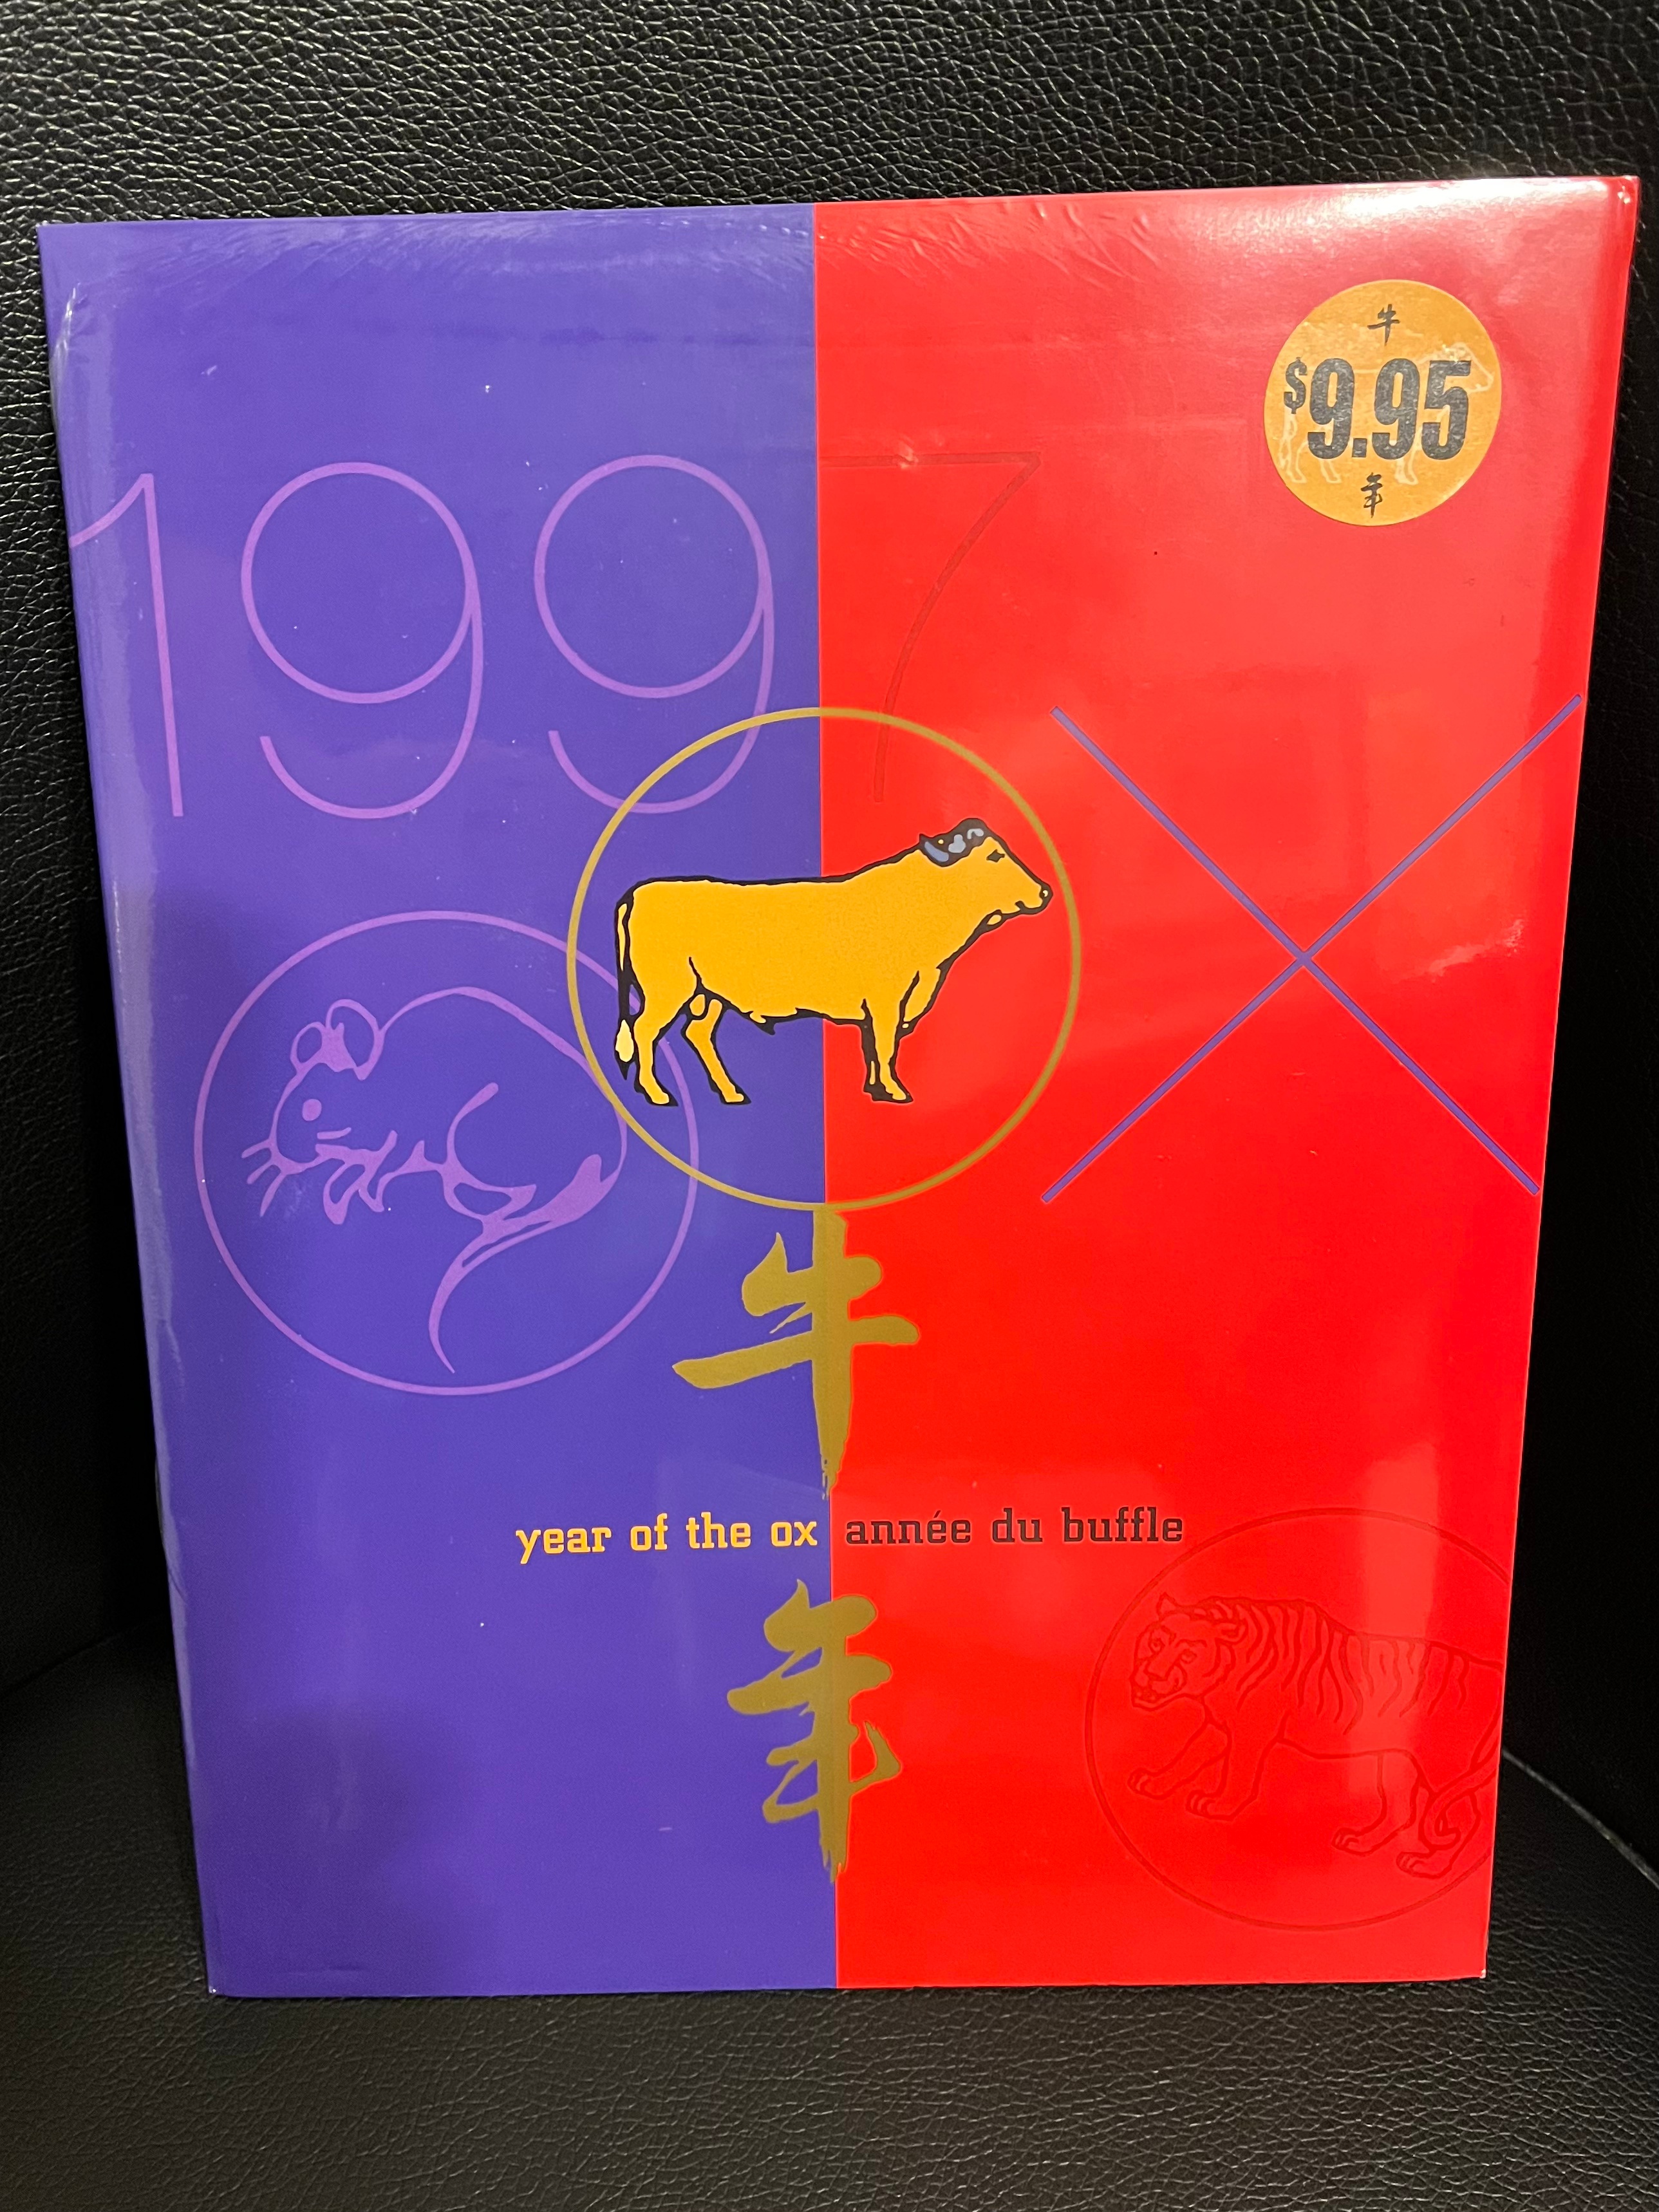 牛
$9.95
年
1997
OX
牛
year of the ox année du buffle
年